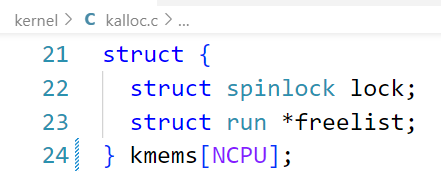 kernel > C kalloc.c > ...
21 struct {
22 struct spinlock lock;
23 struct run *freelist;
24 } kmems[NCPU];